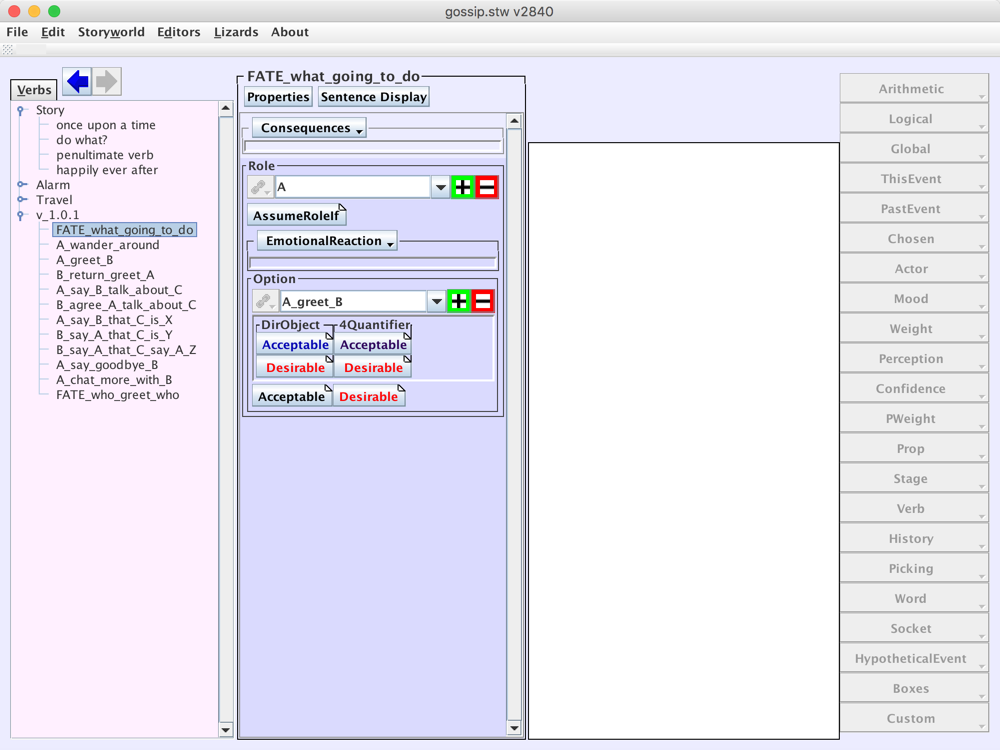 gossip.stw v2840
File Edit Storyworld Editors Lizards About
Verbs
Story
once upon a time
do what?
penultimate verb
happily ever after
Alarm
Travel
v_1.0.1
FATE_what_going_to_do
A_wander_around
A_greet_B
B_return_greet_A
A_say_B_talk_about_C
B_agree_A_talk_about_C
A_say_B_that_C_is_X
B_say_A_that_C_is_Y
B_say_A_that_C_say_A_Z
A_say_goodbye_B
A_chat_more_with_B
FATE_who_greet_who
FATE_what_going_to_do
Properties Sentence Display
Consequences
Role
A
AssumeRoleIf
EmotionalReaction
Option
A_greet_B
DirObject 4Quantifier
Acceptable Acceptable
Desirable Desirable
Acceptable Desirable
Arithmetic
Logical
Global
ThisEvent
PastEvent
Chosen
Actor
Mood
Weight
Perception
Confidence
PWeight
Prop
Stage
Verb
History
Picking
Word
Socket
HypotheticalEvent
Boxes
Custom